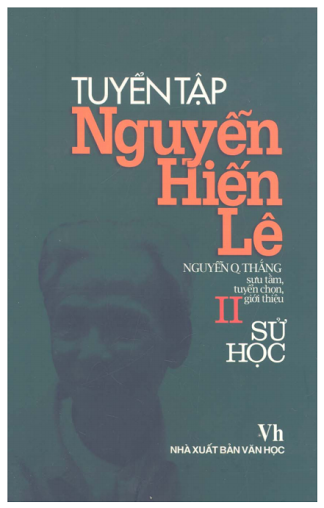 TUYỂN TẬP
Nguyễn
Hiến
Lê
NGUYỄN Q. THẮNG
sưu tầm,
tuyển chọn,
giới thiệu
II
SỬ
HỌC
Vh
NHÀ XUẤT BẢN VĂN HỌC